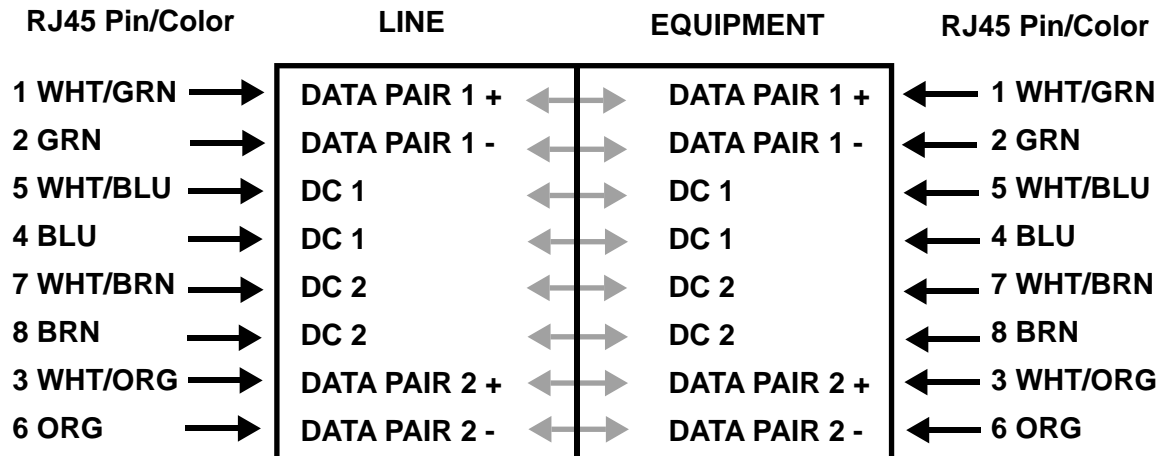 RJ45 Pin/Color LINE EQUIPMENT RJ45 Pin/Color
1 WHT/GRN DATA PAIR 1 + DATA PAIR 1 + 1 WHT/GRN
2 GRN DATA PAIR 1 - DATA PAIR 1 - 2 GRN
5 WHT/BLU DC 1 DC 1 5 WHT/BLU
4 BLU DC 1 DC 1 4 BLU
7 WHT/BRN DC 2 DC 2 7 WHT/BRN
8 BRN DC 2 DC 2 8 BRN
3 WHT/ORG DATA PAIR 2 + DATA PAIR 2 + 3 WHT/ORG
6 ORG DATA PAIR 2 - DATA PAIR 2 - 6 ORG